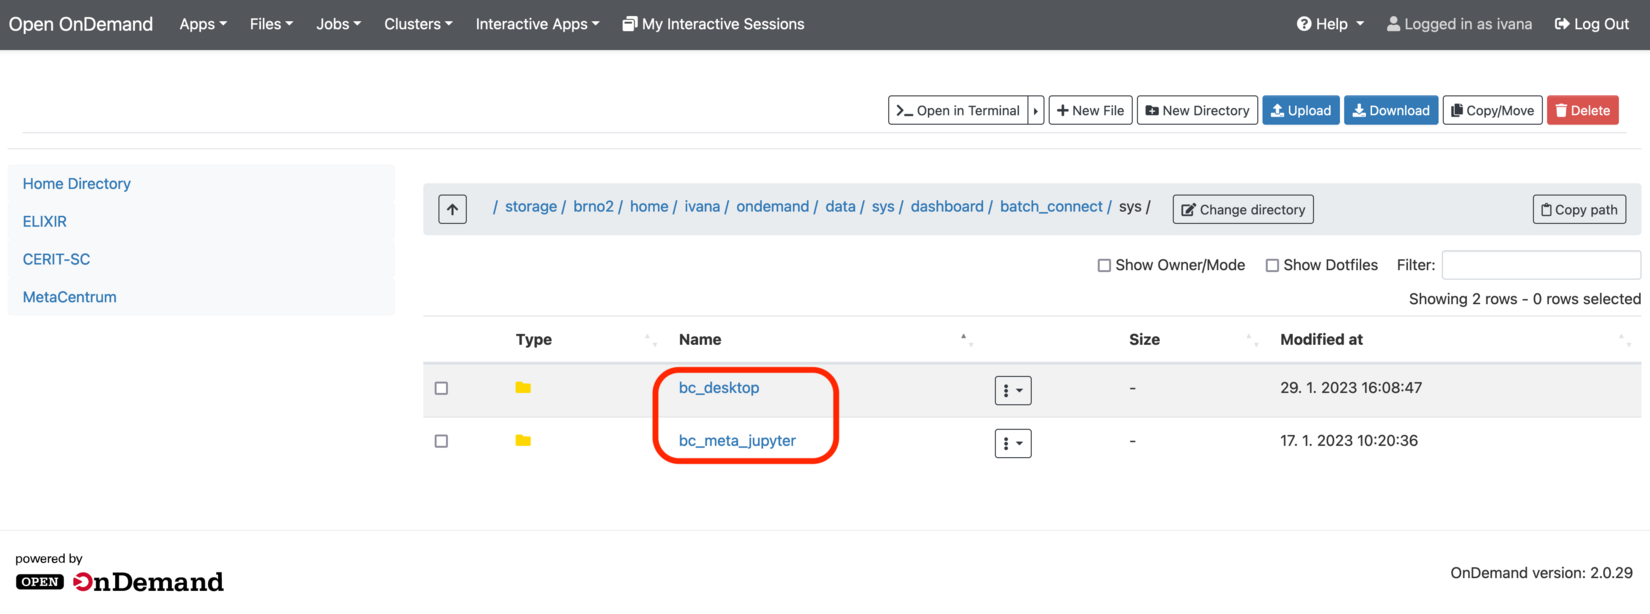 Open OnDemand Apps Files Jobs Clusters Interactive Apps My Interactive Sessions Help Logged in as ivana Log Out
Open in Terminal New File New Directory Upload Download Copy/Move Delete
Home Directory
ELIXIR
CERIT-SC
MetaCentrum
/ storage / brno2 / home / ivana / ondemand / data / sys / dashboard / batch_connect / sys / Change directory Copy path
Show Owner/Mode Show Dotfiles Filter:
Showing 2 rows - 0 rows selected
Type Name Size Modified at
bc_desktop - 29. 1. 2023 16:08:47
bc_meta_jupyter - 17. 1. 2023 10:20:36
powered by
OPEN OnDemand
OnDemand version: 2.0.29